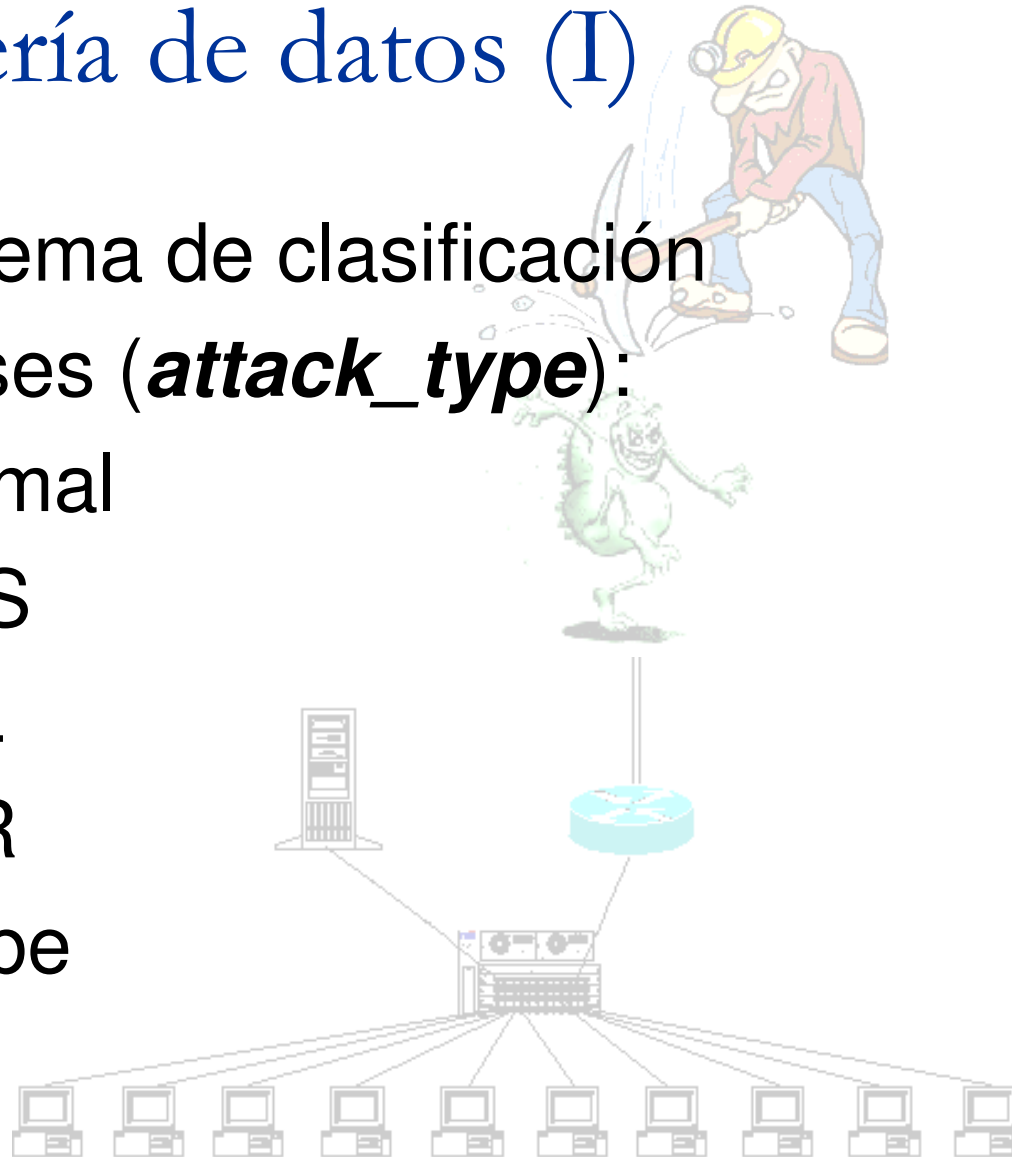 ería de datos (I)
ema de clasificación
ses (attack_type):
mal
S
R
be